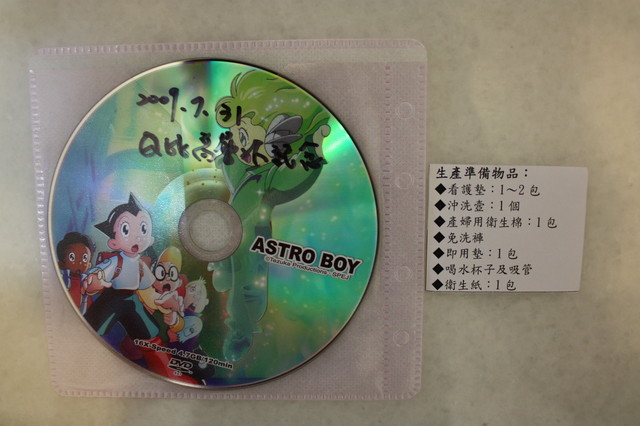 2009.7.31
ASTRO BOY
©Tezuka Productions
16X-Speed 4.7GB/120min
DVD
生產準備物品：
◆看護墊：1～2包
◆沖洗壺：1個
◆產婦用衛生棉：1包
◆免洗褲
◆即用墊：1包
◆喝水杯子及吸管
◆衛生紙：1包